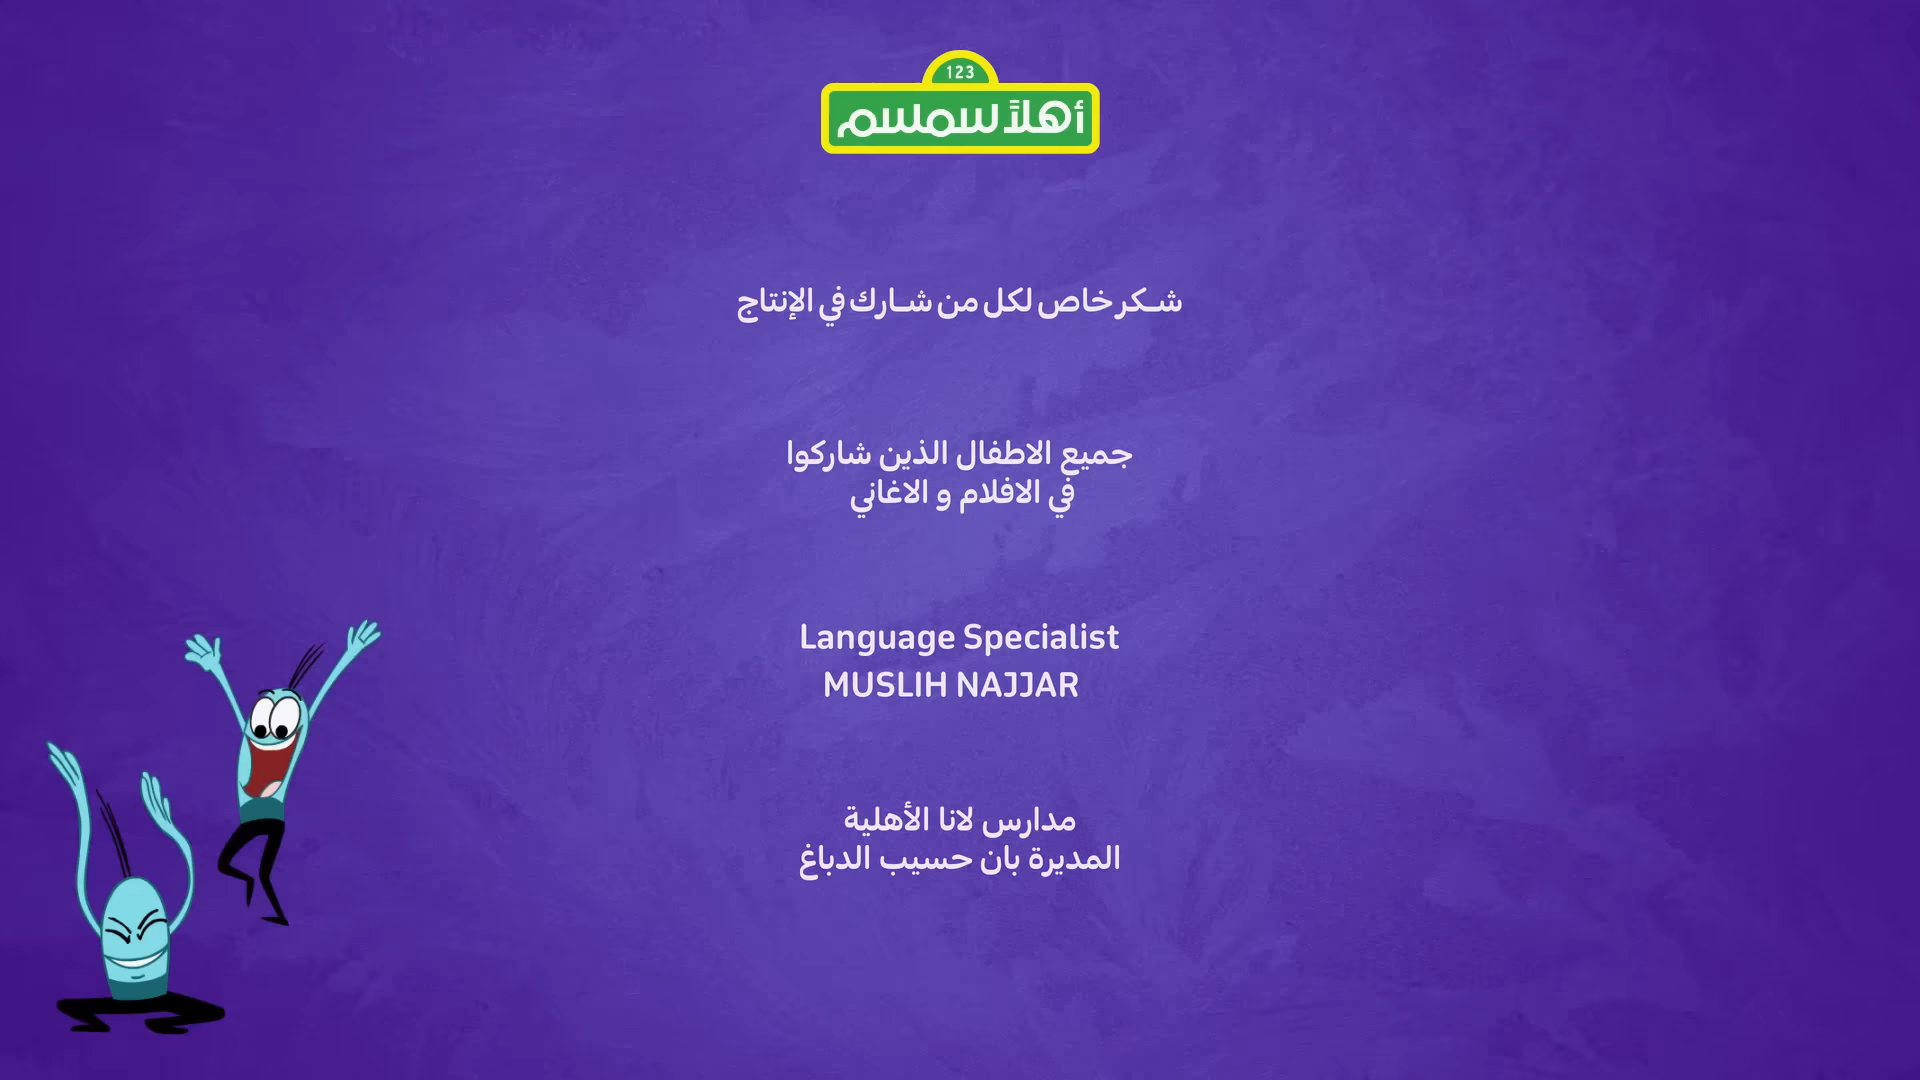 123
أهلاً سمسم
شكر خاص لكل من شارك في الإنتاج
جميع الاطفال الذين شاركوا
في الافلام و الاغاني
Language Specialist
MUSLIH NAJJAR
مدارس لانا الأهلية
المديرة بان حسيب الدباغ